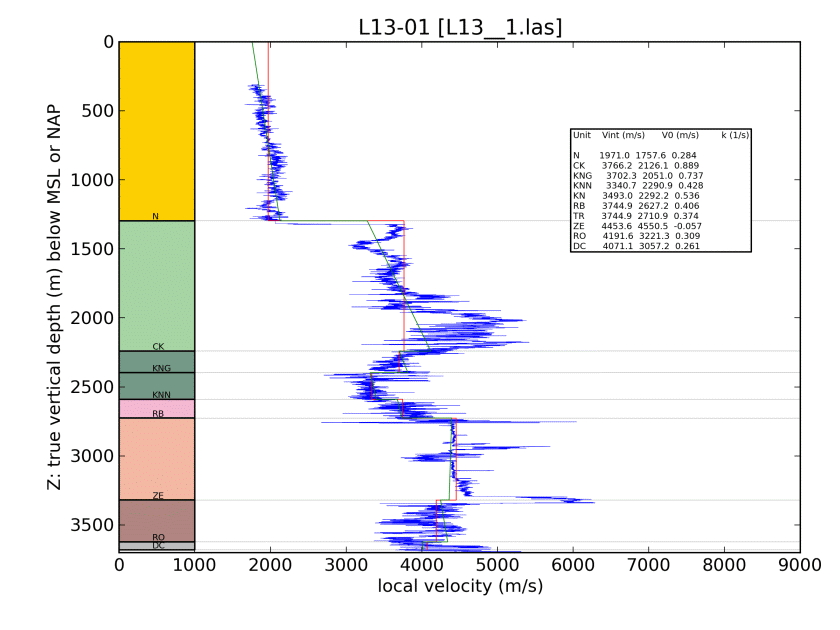 L13-01 [L13__1.las]
Z: true vertical depth (m) below MSL or NAP
0
500
1000
1500
2000
2500
3000
3500
N
CK
KNG
KNN
RB
ZE
RO
DC
Unit Vint (m/s) V0 (m/s) k (1/s)
N 1971.0 1757.6 0.284
CK 3766.2 2126.1 0.889
KNG 3702.3 2051.0 0.737
KNN 3340.7 2290.9 0.428
KN 3493.0 2292.2 0.536
RB 3744.9 2627.2 0.406
TR 3744.9 2710.9 0.374
ZE 4453.6 4550.5 -0.057
RO 4191.6 3221.3 0.309
DC 4071.1 3057.2 0.261
0 1000 2000 3000 4000 5000 6000 7000 8000 9000
local velocity (m/s)